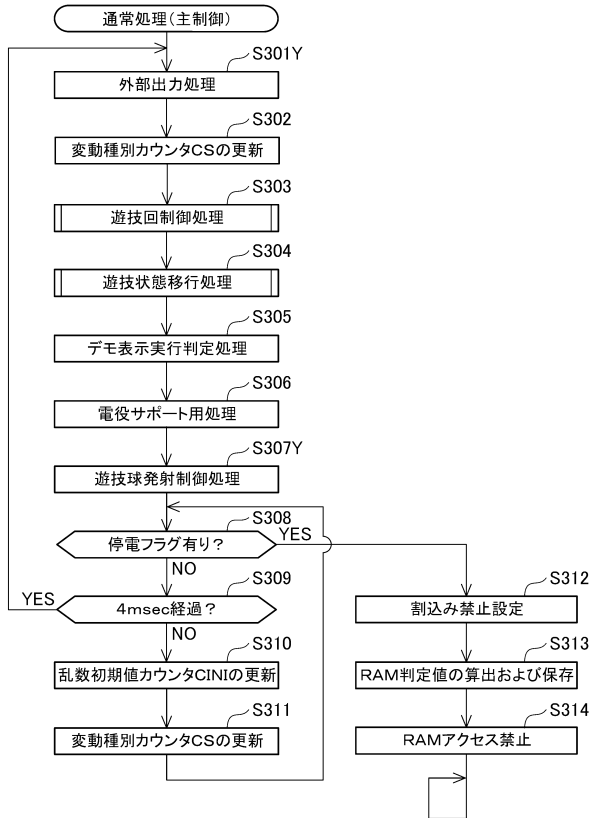 通常処理(主制御)
S301Y
外部出力処理
S302
変動種別カウンタCSの更新
S303
遊技回制御処理
S304
遊技状態移行処理
S305
デモ表示実行判定処理
S306
電役サポート用処理
S307Y
遊技球発射制御処理
S308
停電フラグ有り？
YES
NO
S309
4msec経過？
YES
NO
S310
乱数初期値カウンタCINIの更新
S311
変動種別カウンタCSの更新
S312
割込み禁止設定
S313
RAM判定値の算出および保存
S314
RAMアクセス禁止